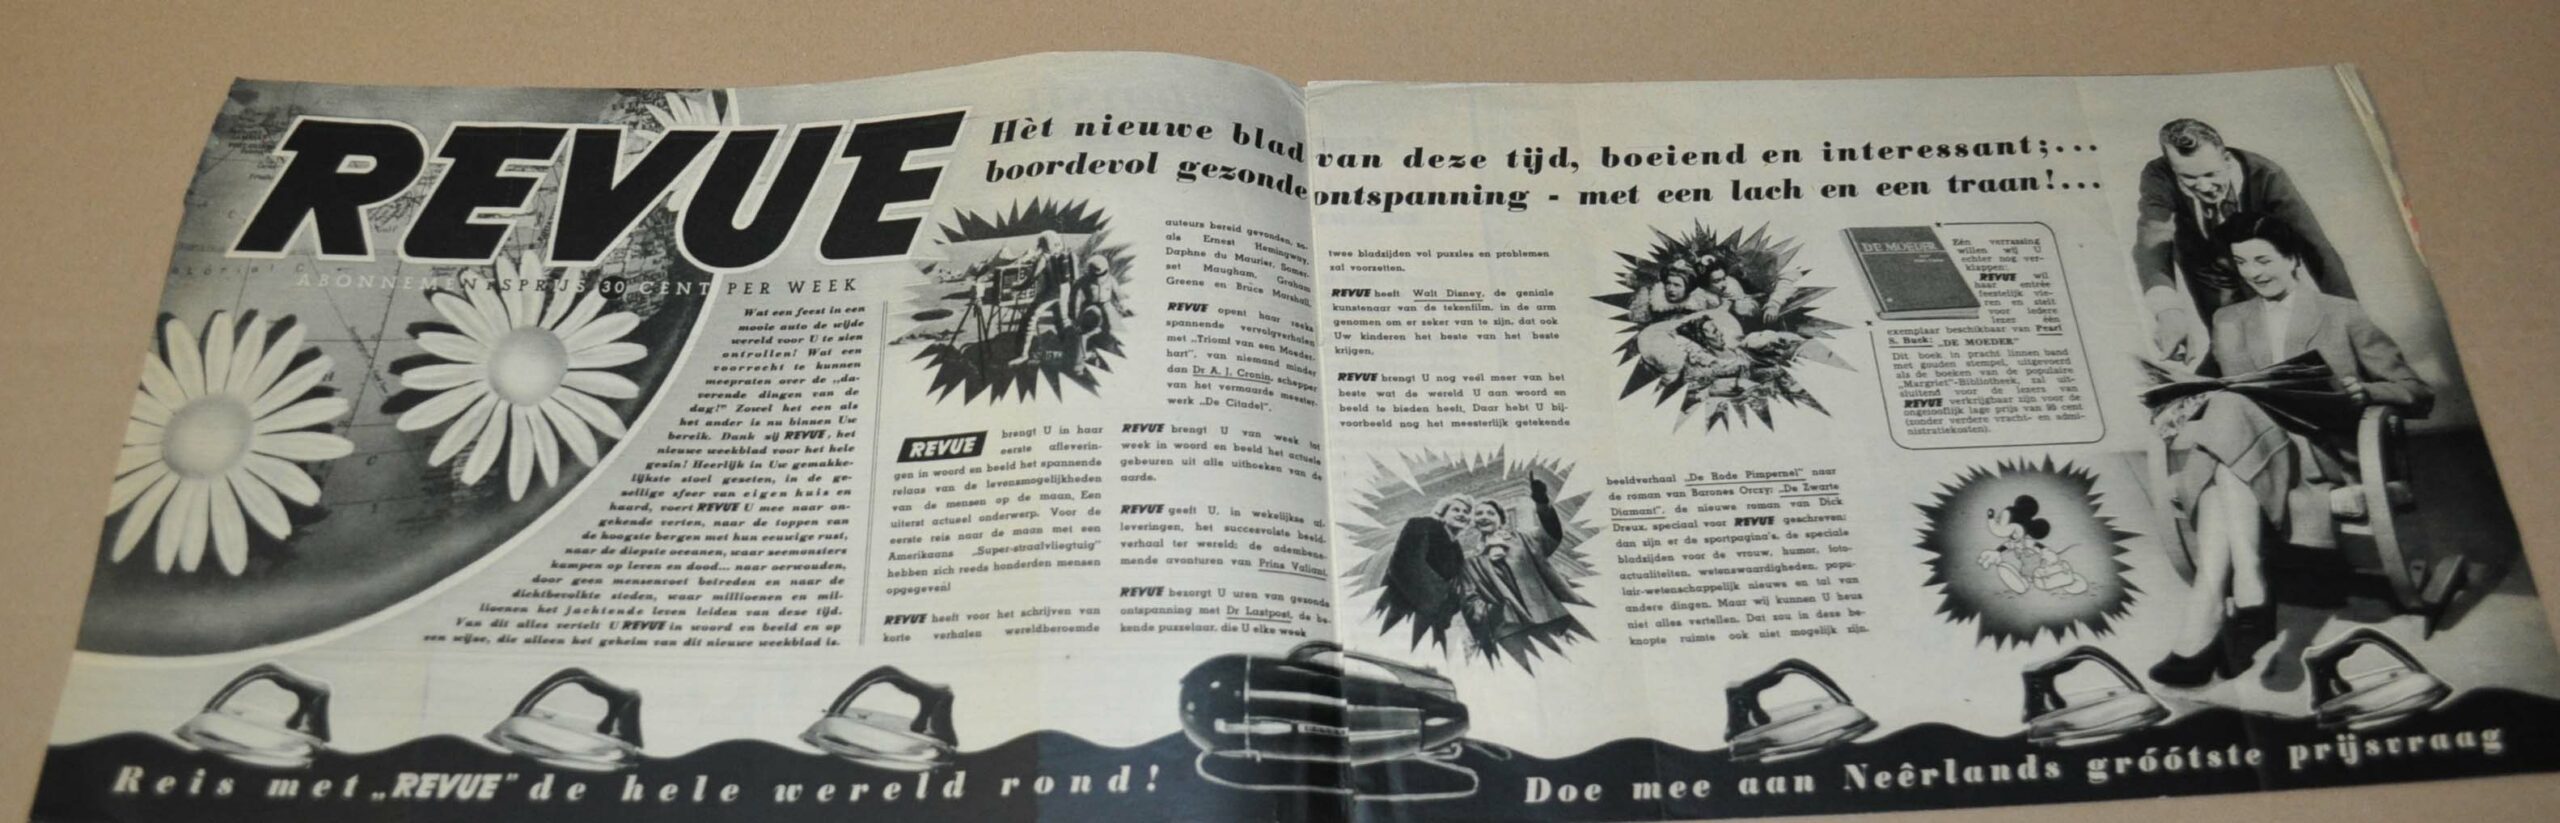 REVUE
ABONNEMENTSPRIJS 30 CENT PER WEEK
Hèt nieuwe blad van deze tijd, boeiend en interessant;...
boordevol gezonde ontspanning - met een lach en een traan!...
Wat een feest in een
mooie auto de wijde
wereld voor U te zien
ontrollen! Wat een
voorrecht te kunnen
meepraten over de „da-
verende dingen van de
dag!" Zowel het een als
het ander is nu binnen Uw
bereik. Dank zij REVUE, het
nieuwe weekblad voor het hele
gezin! Heerlijk in Uw gemakke-
lijkste stoel gezeten, in de ge-
zellige sfeer van eigen huis en
haard, voert REVUE U mee naar on-
gekende verten, naar de toppen van
de hoogste bergen met hun eeuwige rust,
naar de diepste oceanen, waar zeemonsters
kampen op leven en dood... naar oerwouden,
door geen mensenvoet betreden en naar de
dichtbevolkte steden, waar millioenen en mil-
lioenen het jachtende leven leiden van deze tijd.
Van dit alles vertelt U REVUE in woord en beeld en op
een wijze, die alleen het geheim van dit nieuwe weekblad is.
REVUE brengt U in haar
eerste afleverin-
gen in woord en beeld het spannende
relaas van de levensmogelijkheden
van de mensen op de maan. Een
uiterst actueel onderwerp. Voor de
eerste reis naar de maan met een
Amerikaans „Super-straalvliegtuig"
hebben zich reeds honderden mensen
opgegeven!
REVUE heeft voor het schrijven van
korte verhalen wereldberoemde
auteurs bereid gevonden, zo-
als Ernest Hemingway,
Daphne du Maurier, Somer-
set Maugham, Graham
Greene en Bruce Marshall.
REVUE opent haar reeks
spannende vervolgverhalen
met „Triomf van een Moeder-
hart", van niemand minder
dan Dr A. J. Cronin, schepper
van het vermaarde meester-
werk „De Citadel".
REVUE brengt U van week tot
week in woord en beeld het actuele
gebeuren uit alle uithoeken van de
aarde.
REVUE geeft U, in wekelijkse af-
leveringen, het succesvolste beeld-
verhaal ter wereld: de adembene-
mende avonturen van Prins Valiant.
REVUE bezorgt U uren van gezonde
ontspanning met Dr Lastpost, de be-
kende puzzelaar, die U elke week
twee bladzijden vol puzzles en problemen
zal voorzetten.
REVUE heeft Walt Disney, de geniale
kunstenaar van de tekenfilm, in de arm
genomen om er zeker van te zijn, dat ook
Uw kinderen het beste van het beste
krijgen.
REVUE brengt U nog veél meer van het
beste wat de wereld U aan woord en
beeld te bieden heeft. Daar hebt U bij-
voorbeeld nog het meesterlijk getekende
beeldverhaal „De Rode Pimpernel" naar
de roman van Barones Orczy; „De Zwarte
Diamant", de nieuwe roman van Dick
Dreux, speciaal voor REVUE geschreven;
dan zijn er de sportpagina's, de speciale
bladzijden voor de vrouw, humor, foto-
actualiteiten, wetenswaardigheden, popu-
lair-wetenschappelijk nieuws en tal van
andere dingen. Maar wij kunnen U heus
niet alles vertellen. Dat zou in deze be-
knopte ruimte ook niet mogelijk zijn.
DE MOEDER
Eén verrassing
willen wij U
echter nog ver-
klappen:
REVUE wil
haar entrée
feestelijk vie-
ren en stelt
voor iedere
lezer één
exemplaar beschikbaar van Pearl
S. Buck: „DE MOEDER"
Dit boek in pracht linnen band
met gouden stempel, uitgevoerd
als de boeken van de populaire
„Margriet"-Bibliotheek, zal uit-
sluitend voor de lezers van
REVUE verkrijgbaar zijn voor de
ongelooflijk lage prijs van 95 cent
(zonder verdere vracht- en admi-
nistratiekosten).
Reis met „REVUE" de hele wereld rond!
Doe mee aan Neêrlands gróótste prijsvraag